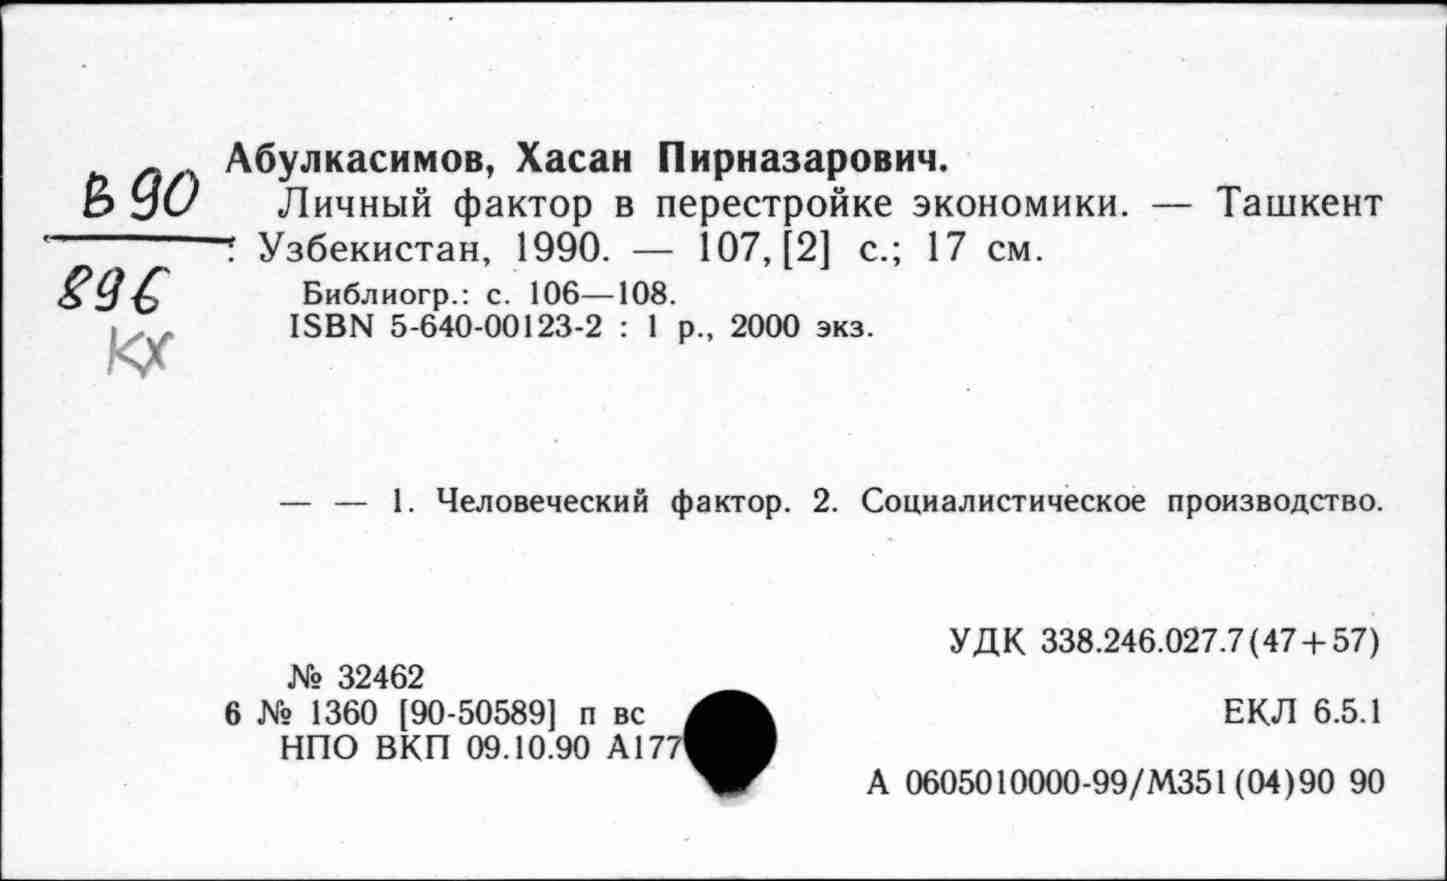 Абулкасимов, Хасан Пирназарович.
В90
Личный фактор в перестройке экономики. — Ташкент
: Узбекистан, 1990. — 107, [2] с.; 17 см.
896
Библиогр.: с. 106—108.
ISBN 5-640-00123-2 : 1 р., 2000 экз.
кх
— — 1. Человеческий фактор. 2. Социалистическое производство.
УДК 338.246.027.7(47+57)
№ 32462
6 № 1360 [90-50589] п вс
ЕКЛ 6.5.1
НПО ВКП 09.10.90 А177
А 0605010000-99/М351(04)90 90